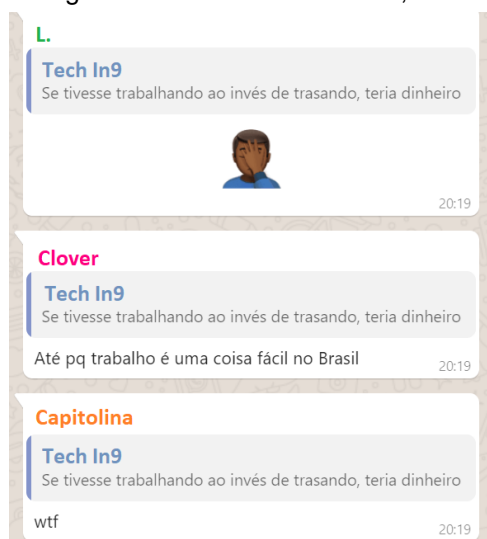 L.
Tech In9
Se tivesse trabalhando ao invés de trasando, teria dinheiro
🤦🏾‍♂️
20:19
Clover
Tech In9
Se tivesse trabalhando ao invés de trasando, teria dinheiro
Até pq trabalho é uma coisa fácil no Brasil
20:19
Capitolina
Tech In9
Se tivesse trabalhando ao invés de trasando, teria dinheiro
wtf
20:19